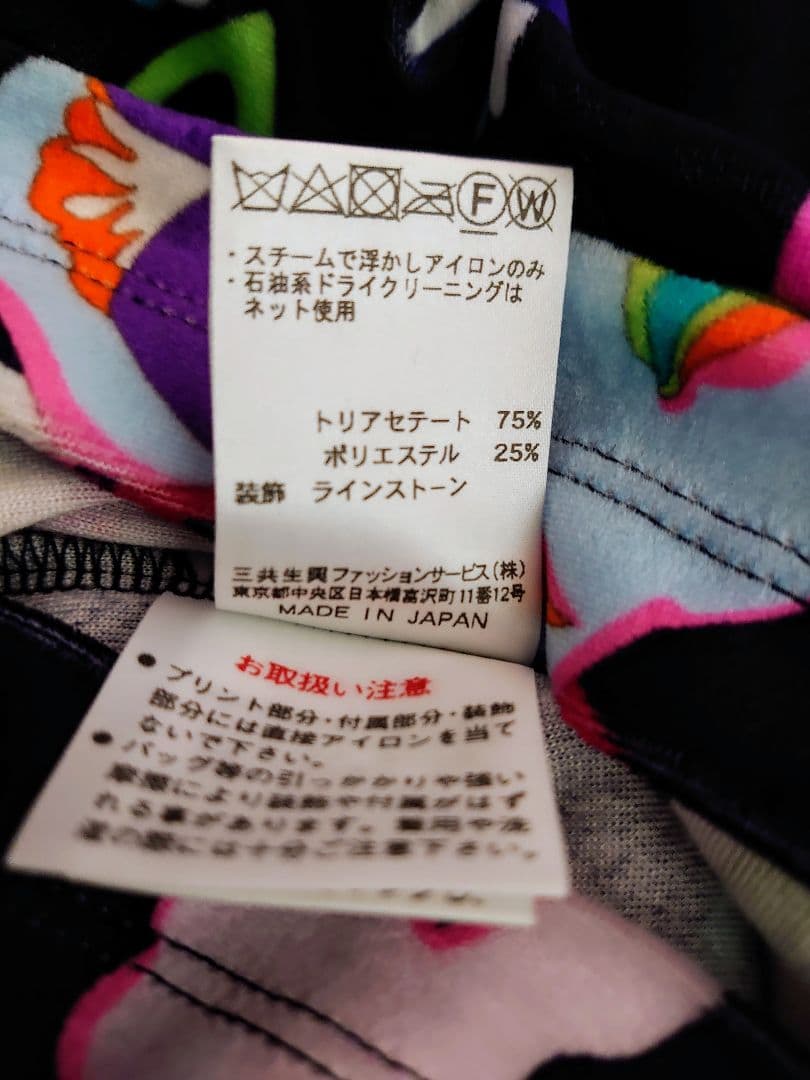 F W
・スチームで浮かしアイロンのみ
・石油系ドライクリーニングは
ネット使用
トリアセテート 75%
ポリエステル 25%
装飾 ラインストーン
三共生興ファッションサービス(株)
東京都中央区日本橋富沢町11番12号
MADE IN JAPAN
お取扱い注意
● プリント部分・付属部分・装飾
部分には直接アイロンを当て
ないで下さい。
● バッグ等の引っかかりや強い
摩擦により装飾や付属がはず
れる事があります。着用や洗
濯の際には十分ご注意下さい。